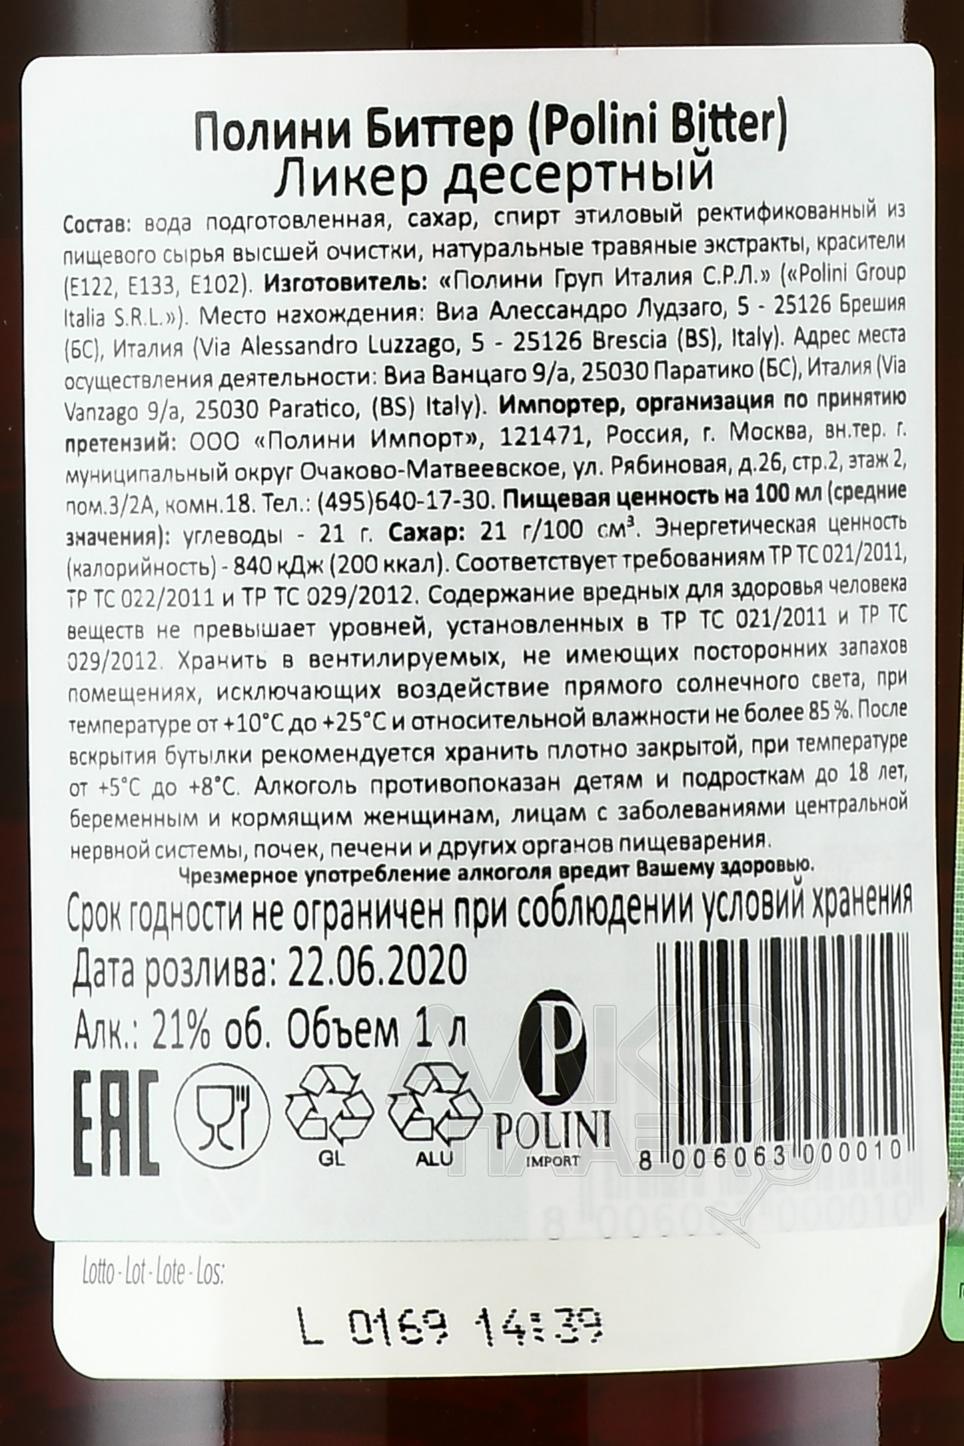 Полини Биттер (Polini Bitter)
Ликер десертный
Состав: вода подготовленная, сахар, спирт этиловый ректификованный из
пищевого сырья высшей очистки, натуральные травяные экстракты, красители
(Е122, Е133, Е102). Изготовитель: «Полини Груп Италия С.Р.Л.» («Polini Group
Italia S.R.L.»). Место нахождения: Виа Алессандро Лудзаго, 5 - 25126 Брешия
(БС), Италия (Via Alessandro Luzzago, 5 - 25126 Brescia (BS), Italy). Адрес места
осуществления деятельности: Виа Ванцаго 9/а, 25030 Паратико (БС), Италия (Via
Vanzago 9/a, 25030 Paratico, (BS) Italy). Импортер, организация по принятию
претензий: ООО «Полини Импорт», 121471, Россия, г. Москва, вн.тер. г.
муниципальный округ Очаково-Матвеевское, ул. Рябиновая, д.26, стр.2, этаж 2,
пом.3/2А, комн.18. Тел.: (495)640-17-30. Пищевая ценность на 100 мл (средние
значения): углеводы - 21 г. Сахар: 21 г/100 см³. Энергетическая ценность
(калорийность) - 840 кДж (200 ккал). Соответствует требованиям ТР ТС 021/2011,
ТР ТС 022/2011 и ТР ТС 029/2012. Содержание вредных для здоровья человека
веществ не превышает уровней, установленных в ТР ТС 021/2011 и ТР ТС
029/2012. Хранить в вентилируемых, не имеющих посторонних запахов
помещениях, исключающих воздействие прямого солнечного света, при
температуре от +10°С до +25°С и относительной влажности не более 85 %. После
вскрытия бутылки рекомендуется хранить плотно закрытой, при температуре
от +5°С до +8°С. Алкоголь противопоказан детям и подросткам до 18 лет,
беременным и кормящим женщинам, лицам с заболеваниями центральной
нервной системы, почек, печени и других органов пищеварения.
Чрезмерное употребление алкоголя вредит Вашему здоровью.
Срок годности не ограничен при соблюдении условий хранения
Дата розлива: 22.06.2020
Алк.: 21% об. Объем 1 л
EAC
GL
ALU
P
POLINI
IMPORT
8 006063 000010
АЛКО
ПЛАЗА
8 006063 000010
Lotto - Lot - Lote - Los:
L 0169 14:39